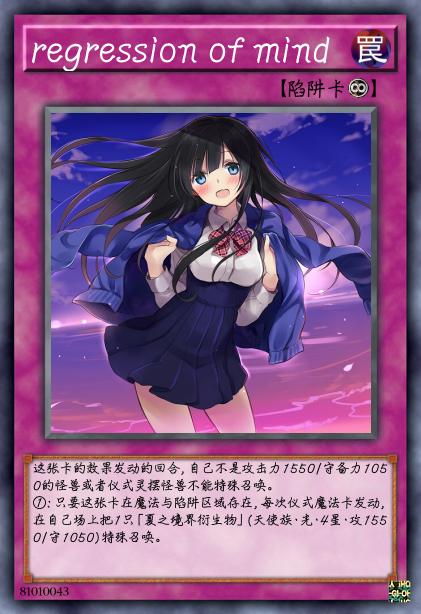 regression of mind 罠
【陷阱卡♾】
这张卡的效果发动的回合,自己不是攻击力1550/守备力105
0的怪兽或者仪式灵摆怪兽不能特殊召唤。
①:只要这张卡在魔法与陷阱区域存在,每次仪式魔法卡发动,
在自己场上把1只「夏之境界衍生物」(天使族·光·4星·攻155
0/守1050)特殊召唤。
81010043